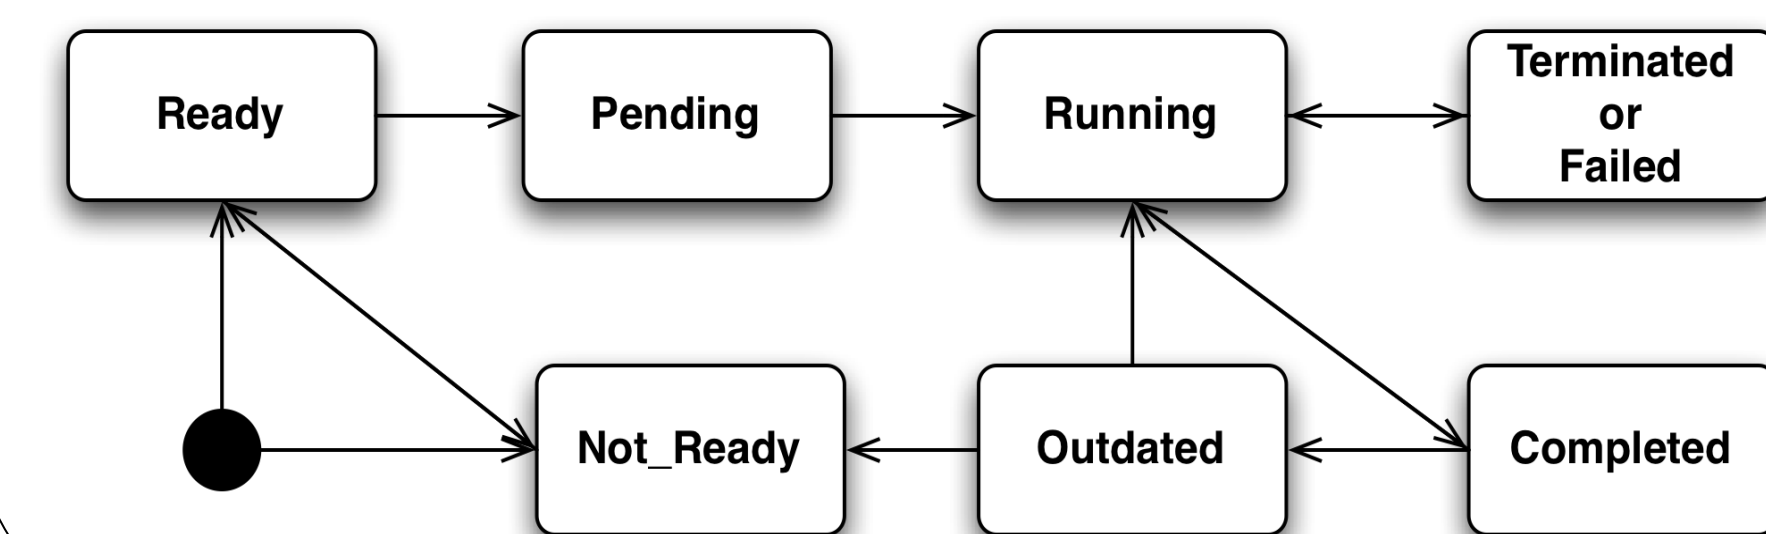 Ready
Pending
Running
Terminated
or
Failed
Not_Ready
Outdated
Completed